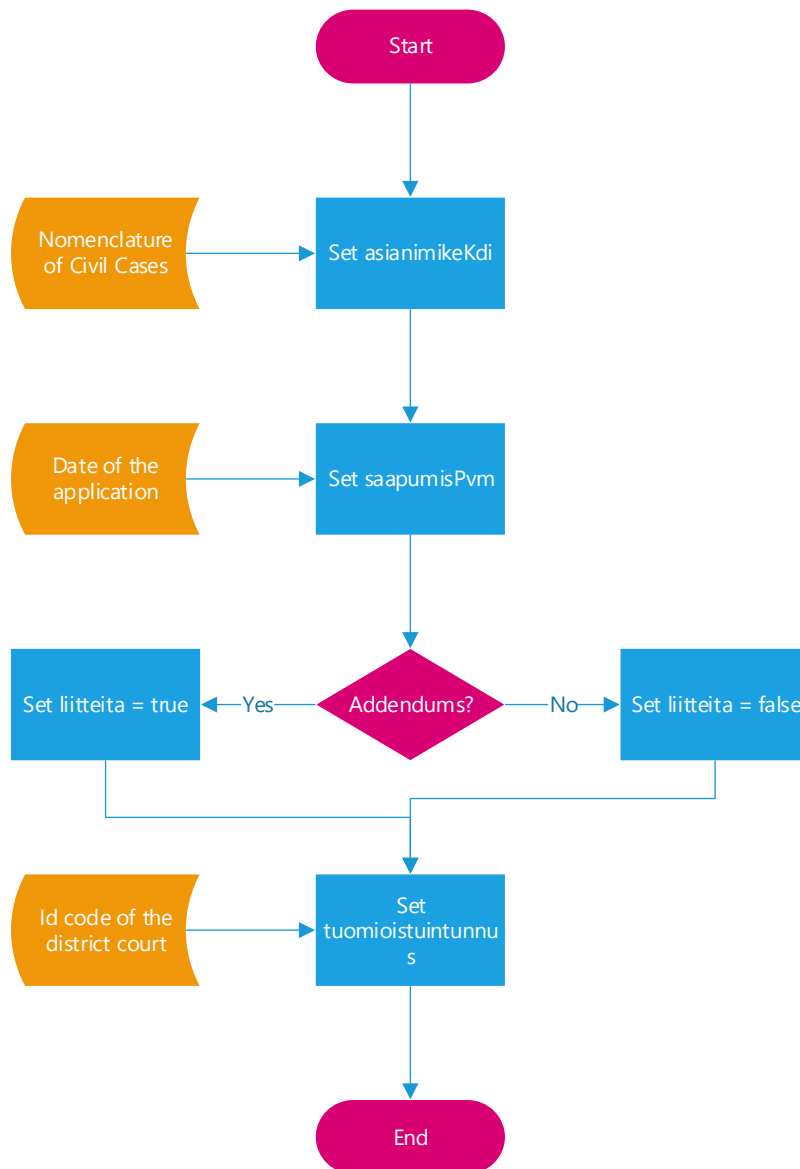 Start
Nomenclature
of Civil Cases
Set asianimikeKdi
Date of the
application
Set saapumisPvm
Set liitteita = true
Yes
Addendums?
No
Set liitteita = false
Id code of the
district court
Set
tuomioistuintunnu
s
End